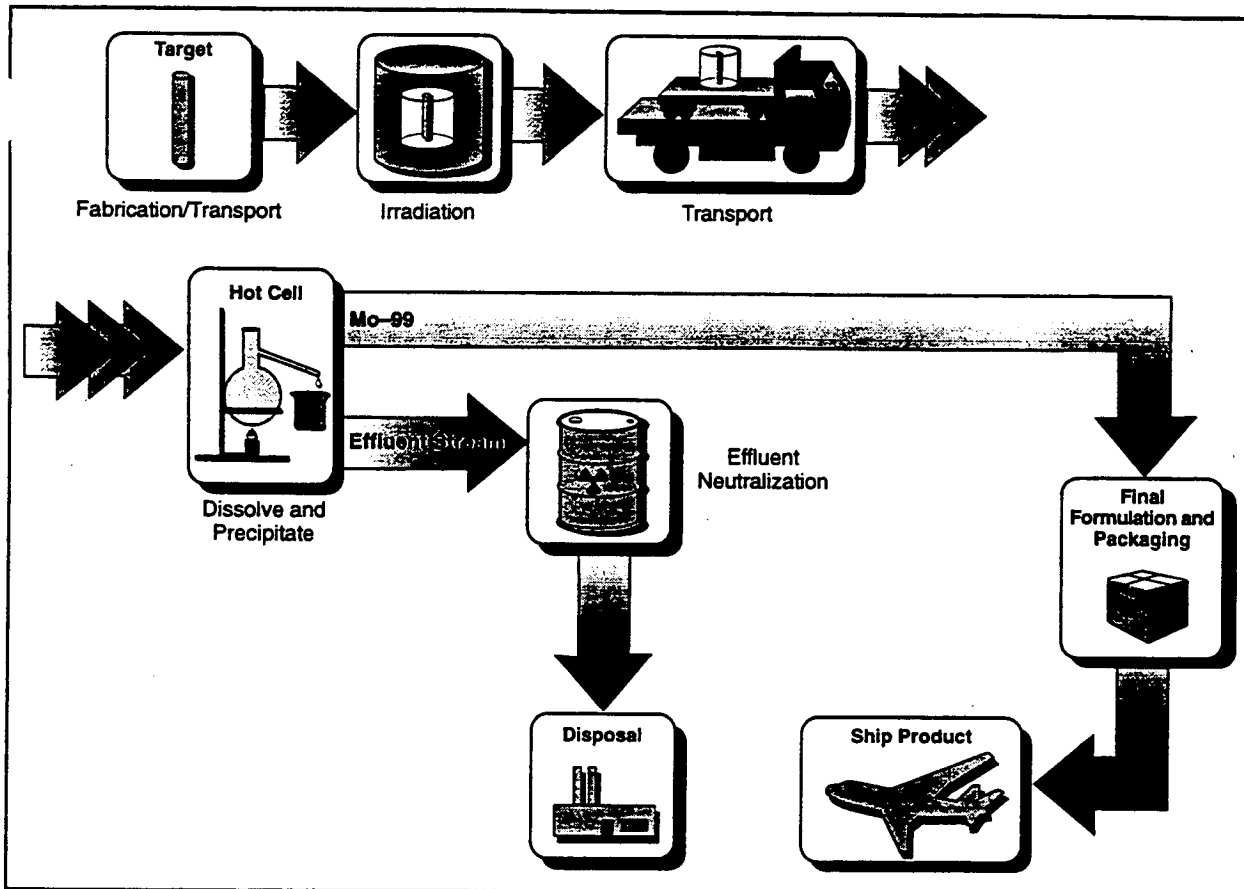 Target
Fabrication/Transport
Irradiation
Transport
Hot Cell
Mo–99
Effluent Stream
Dissolve and
Precipitate
Effluent
Neutralization
Final
Formulation and
Packaging
Disposal
Ship Product